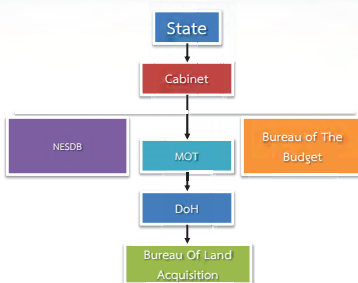 State
Cabinet
NESDB
MOT
Bureau of The
Budget
DoH
Bureau Of Land
Acquisition